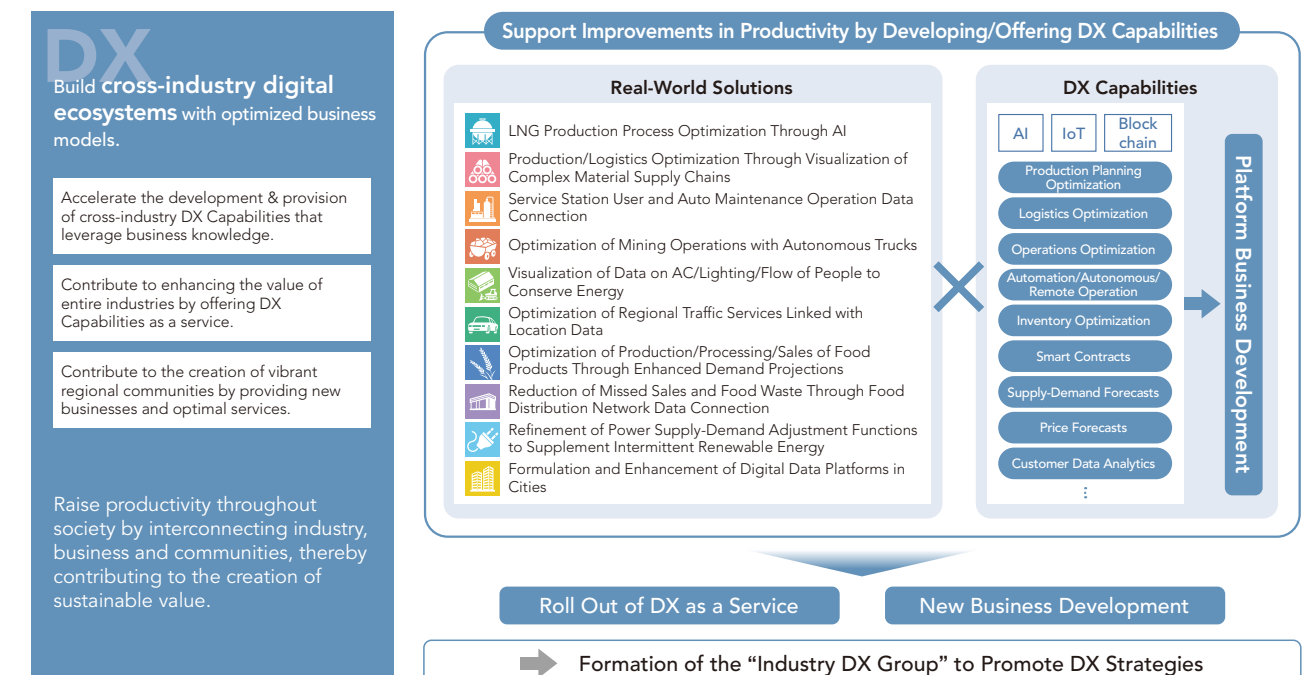 DX
Build cross-industry digital
ecosystems with optimized business
models.
Accelerate the development & provision
of cross-industry DX Capabilities that
leverage business knowledge.
Contribute to enhancing the value of
entire industries by offering DX
Capabilities as a service.
Contribute to the creation of vibrant
regional communities by providing new
businesses and optimal services.
Raise productivity throughout
society by interconnecting industry,
business and communities, thereby
contributing to the creation of
sustainable value.
Support Improvements in Productivity by Developing/Offering DX Capabilities
Real-World Solutions
LNG Production Process Optimization Through AI
Production/Logistics Optimization Through Visualization of
Complex Material Supply Chains
Service Station User and Auto Maintenance Operation Data
Connection
Optimization of Mining Operations with Autonomous Trucks
Visualization of Data on AC/Lighting/Flow of People to
Conserve Energy
Optimization of Regional Traffic Services Linked with
Location Data
Optimization of Production/Processing/Sales of Food
Products Through Enhanced Demand Projections
Reduction of Missed Sales and Food Waste Through Food
Distribution Network Data Connection
Refinement of Power Supply-Demand Adjustment Functions
to Supplement Intermittent Renewable Energy
Formulation and Enhancement of Digital Data Platforms in
Cities
DX Capabilities
AI
IoT
Block
chain
Production Planning
Optimization
Logistics Optimization
Operations Optimization
Automation/Autonomous/
Remote Operation
Inventory Optimization
Smart Contracts
Supply-Demand Forecasts
Price Forecasts
Customer Data Analytics
⋮
Platform Business Development
Roll Out of DX as a Service
New Business Development
Formation of the “Industry DX Group” to Promote DX Strategies